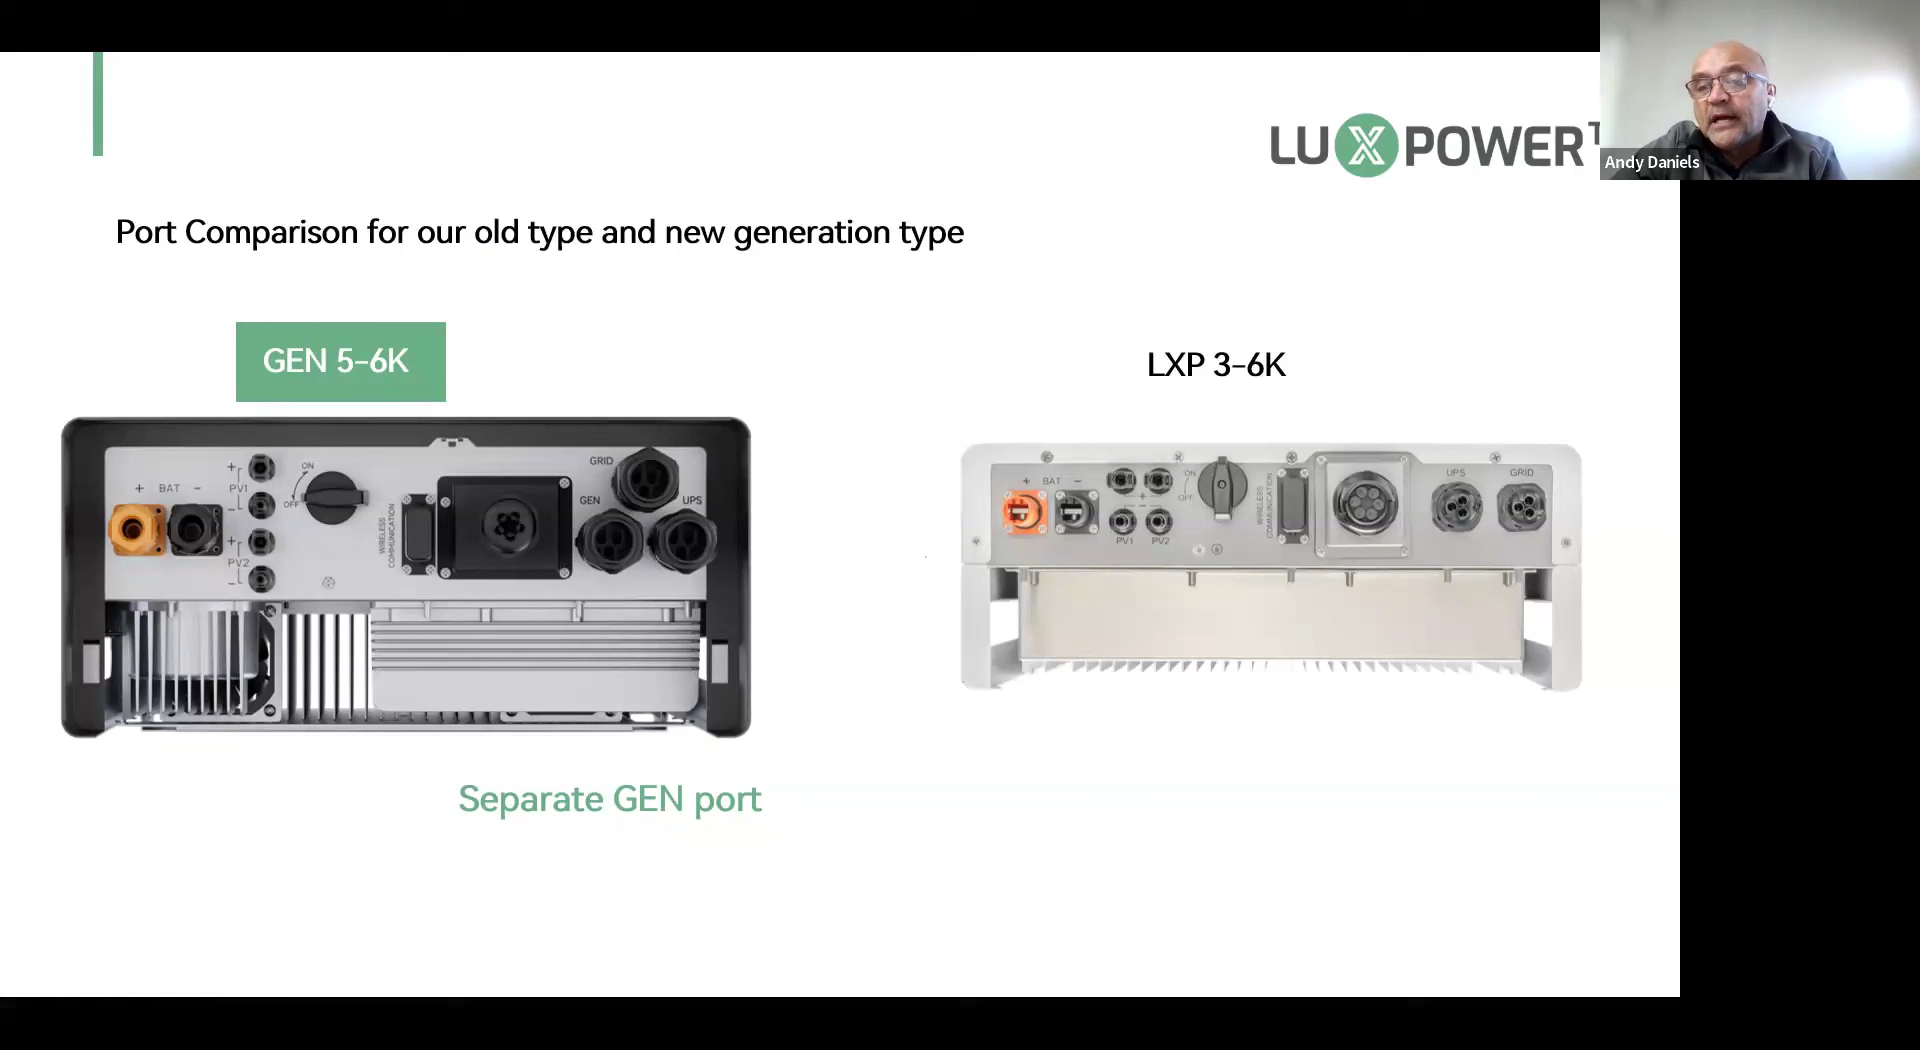 LUXPOWER
Andy Daniels
Port Comparison for our old type and new generation type
GEN 5-6K
LXP 3-6K
+ BAT -
+
PV1
-
+
PV2
-
ON
OFF
WIRELESS
COMMUNICATION
GRID
GEN
UPS
+ BAT -
+
-
PV1 PV2
ON
OFF
WIRELESS
COMMUNICATION
UPS
GRID
Separate GEN port